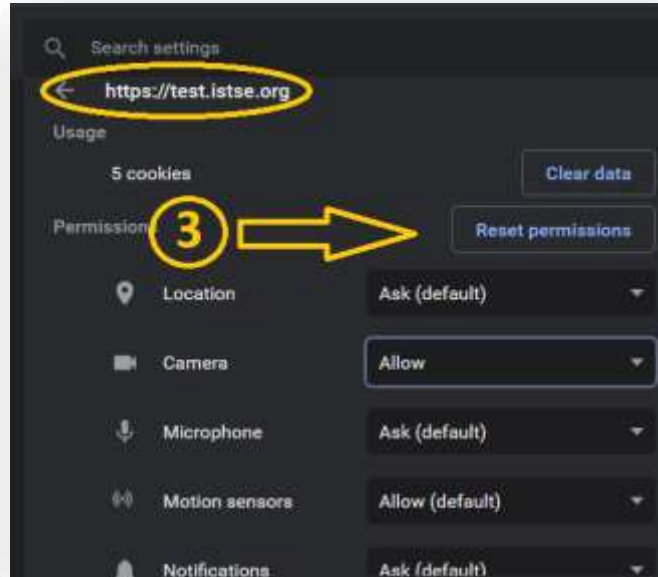 Search settings
https://test.istse.org
Usage
5 cookies
Clear data
Permission
3
Reset permissions
Location
Ask (default)
Camera
Allow
Microphone
Ask (default)
Motion sensors
Allow (default)
Notifications
Ask (default)